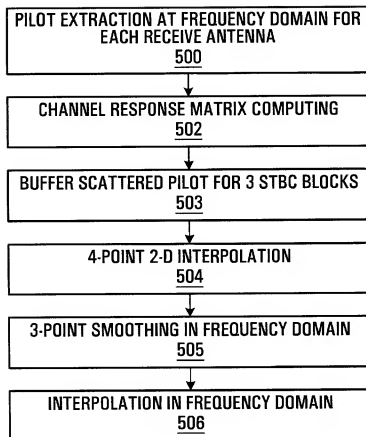 PILOT EXTRACTION AT FREQUENCY DOMAIN FOR
EACH RECEIVE ANTENNA
500
CHANNEL RESPONSE MATRIX COMPUTING
502
BUFFER SCATTERED PILOT FOR 3 STBC BLOCKS
503
4-POINT 2-D INTERPOLATION
504
3-POINT SMOOTHING IN FREQUENCY DOMAIN
505
INTERPOLATION IN FREQUENCY DOMAIN
506